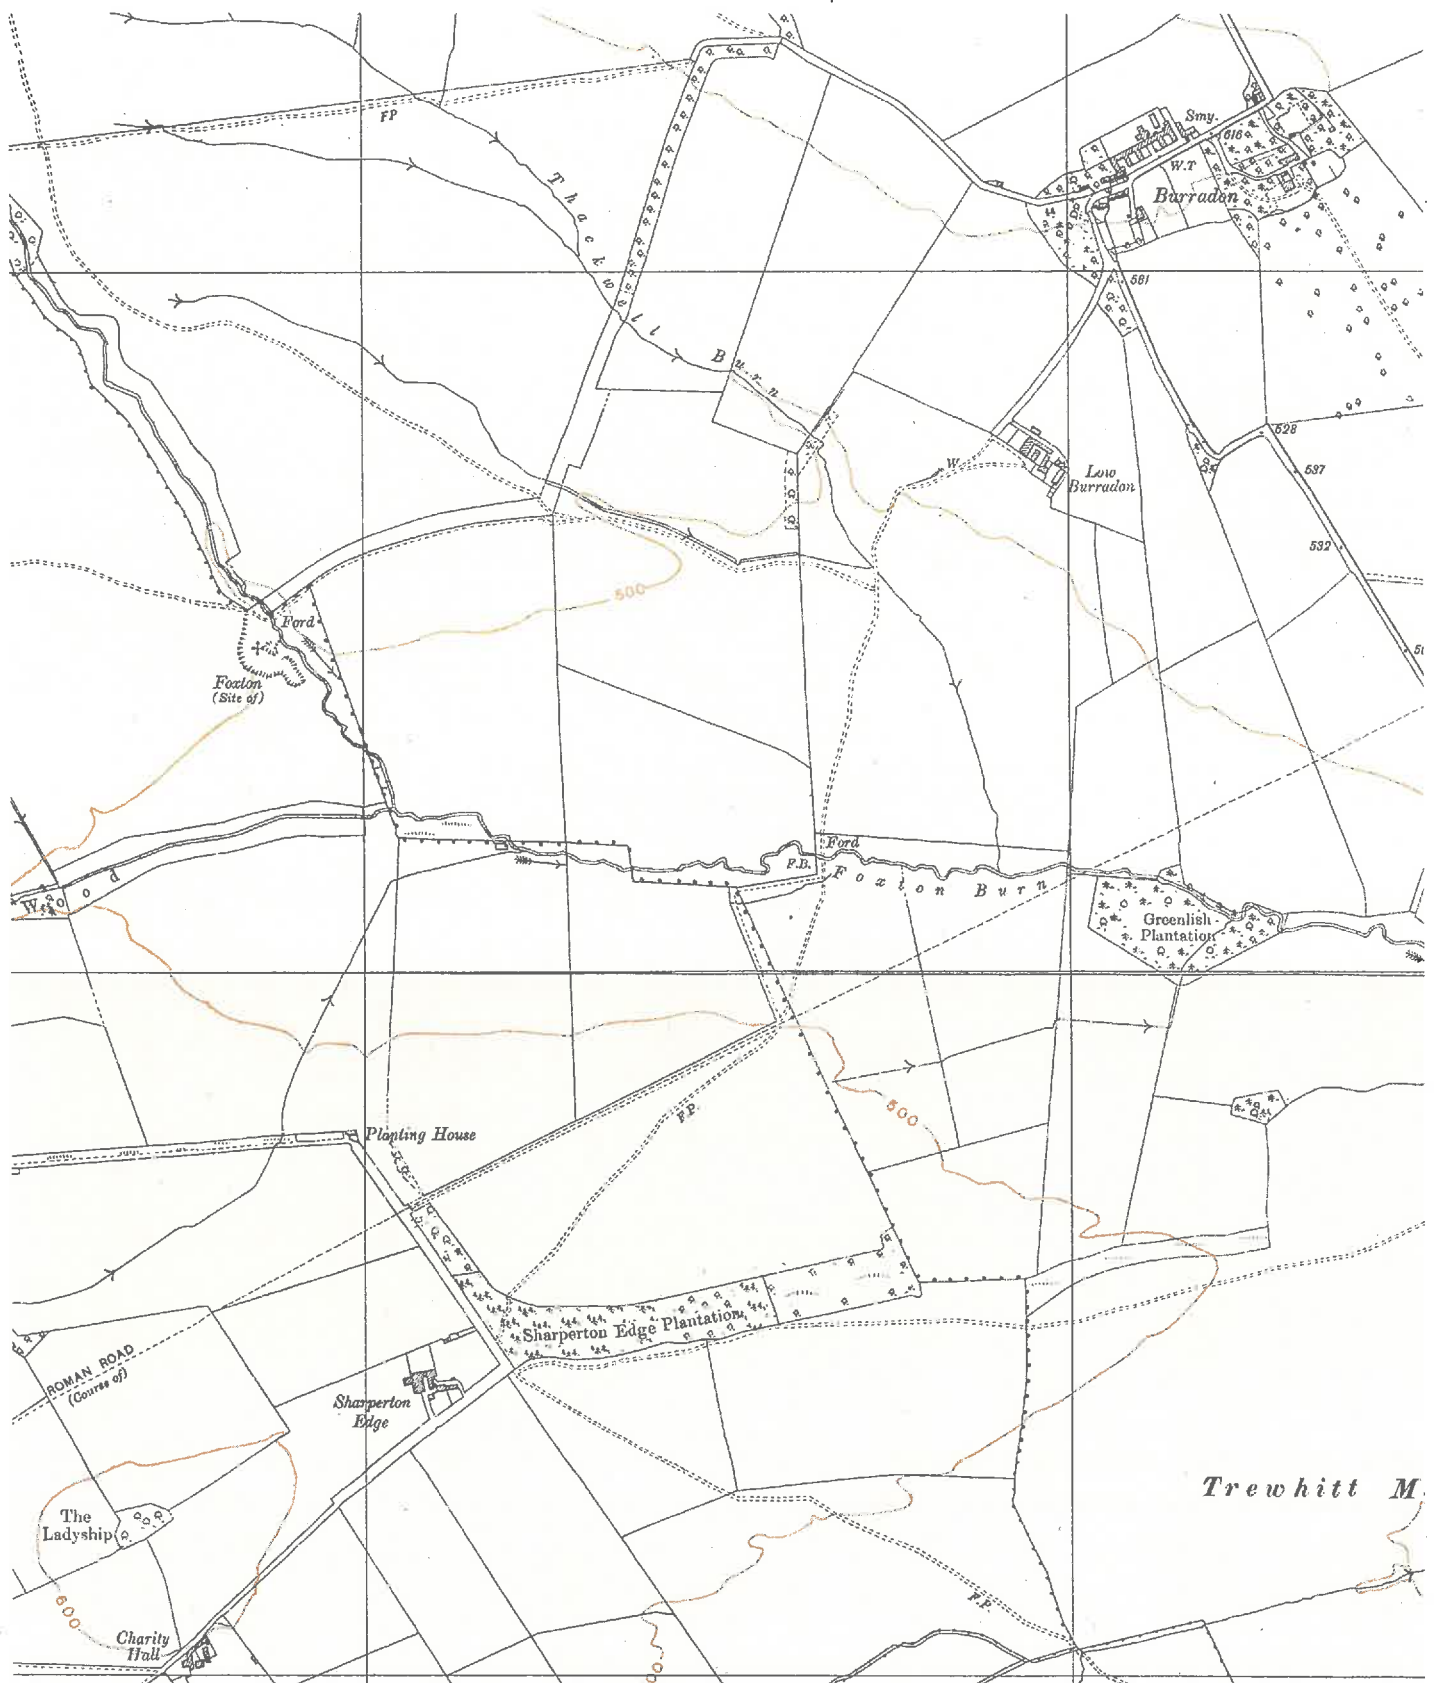 FP
Smy.
616
W.T
Burradon
Thackwell Burn
561
528
W
Low
Burradon
537
532
500
Ford
Foxton
(Site of)
Ford
F.B.
Foxton Burn
Wood
Greenlish
Plantation
500
F.P.
Planting House
Sharperton Edge Plantation
ROMAN ROAD
(Course of)
Sharperton
Edge
Trewhitt M
The
Ladyship
600
F.P.
Charity
Hall